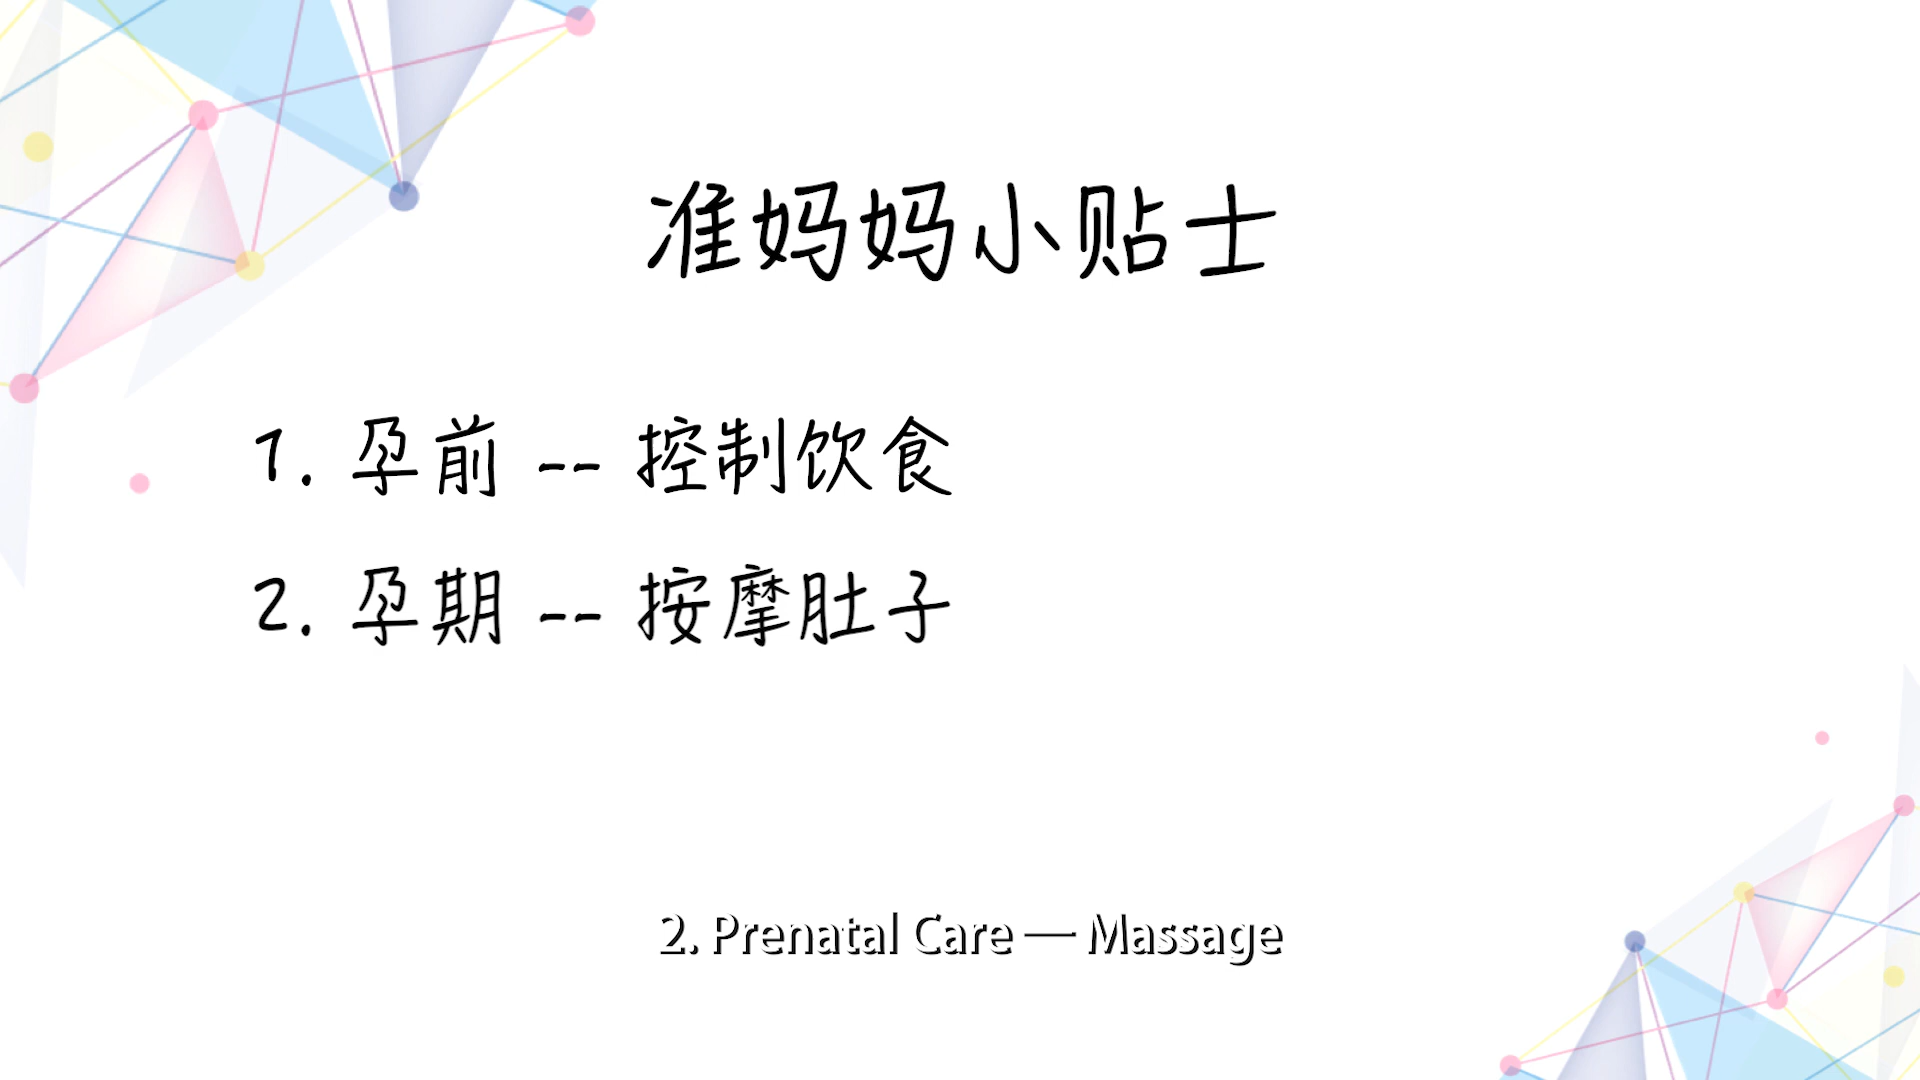 准妈妈小贴士
1. 孕前 -- 控制饮食
2. 孕期 -- 按摩肚子
2. Prenatal Care — Massage